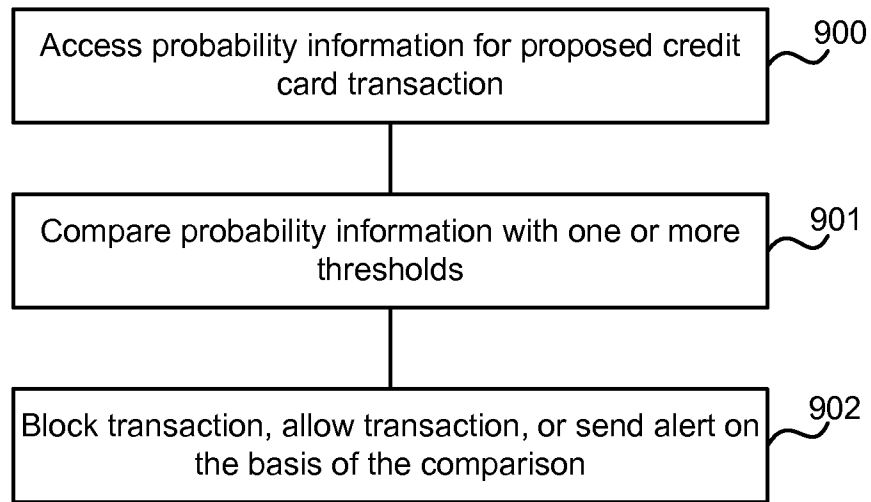 Access probability information for proposed credit
card transaction
900
Compare probability information with one or more
thresholds
901
Block transaction, allow transaction, or send alert on
the basis of the comparison
902